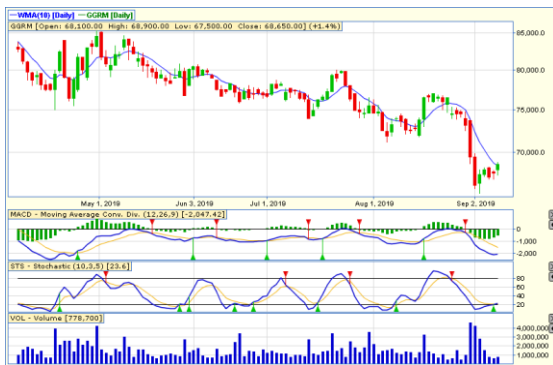 WMA(10) [Daily] GGRM [Daily]
GGRM [Open: 68,100.00 High: 68,900.00 Low: 67,500.00 Close: 68,650.00] (+1.4%)
85,000.0
80,000.0
75,000.0
70,000.0
May 1, 2019 Jun 3, 2019 Jul 1, 2019 Aug 1, 2019 Sep 2, 2019
MACD - Moving Average Conv. Div. (12,26,9) [-2,047.42]
0
-1,000
-2,000
STS - Stochastic (10,3,5) [23.6]
80
20
VOL - Volume [778,700]
4,000,000
3,000,000
2,000,000
1,000,000